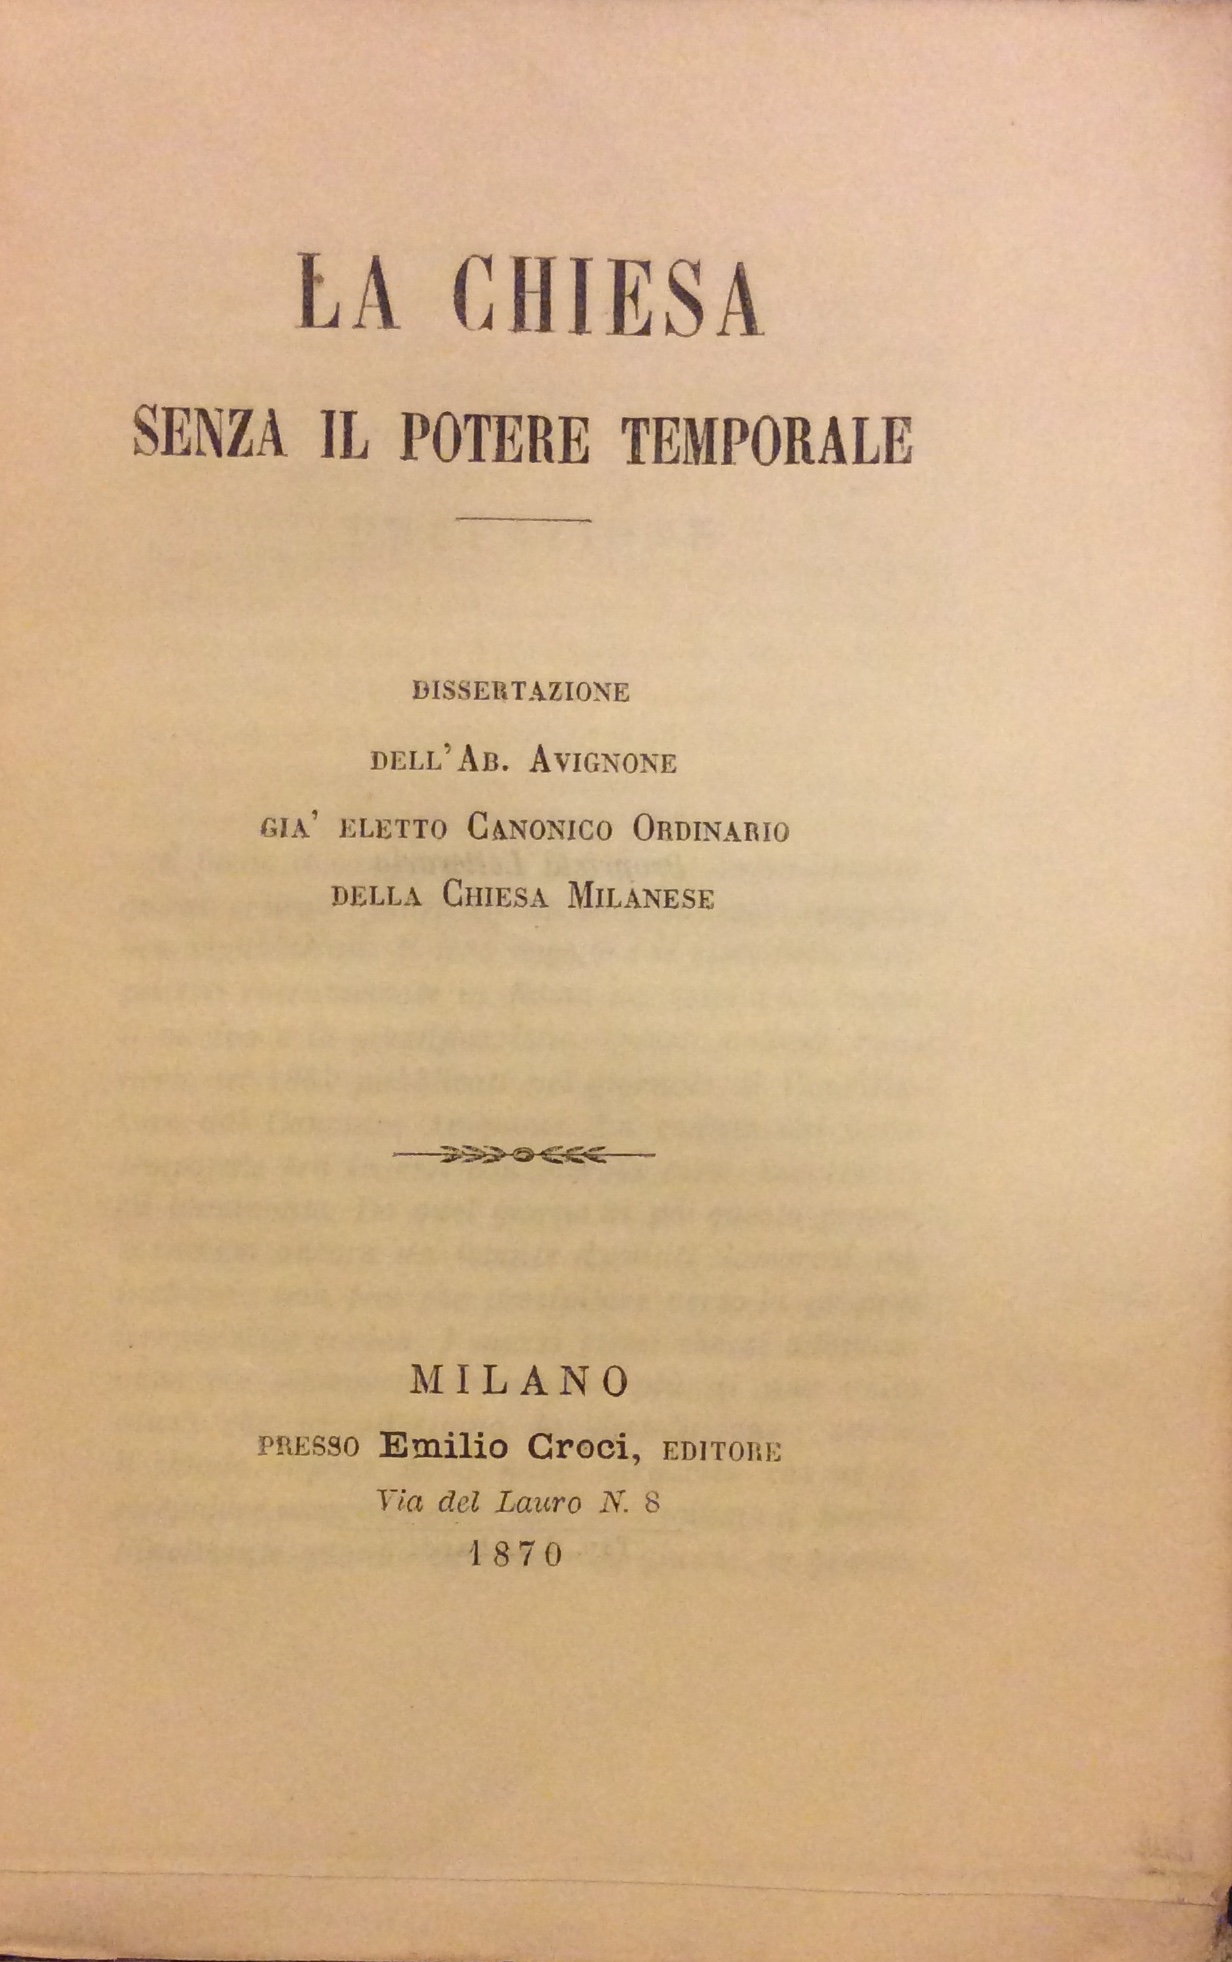 LA CHIESA
SENZA IL POTERE TEMPORALE
DISSERTAZIONE
DELL' AB. AVIGNONE
GIA' ELETTO CANONICO ORDINARIO
DELLA CHIESA MILANESE
MILANO
PRESSO Emilio Croci, EDITORE
Via del Lauro N. 8
1870